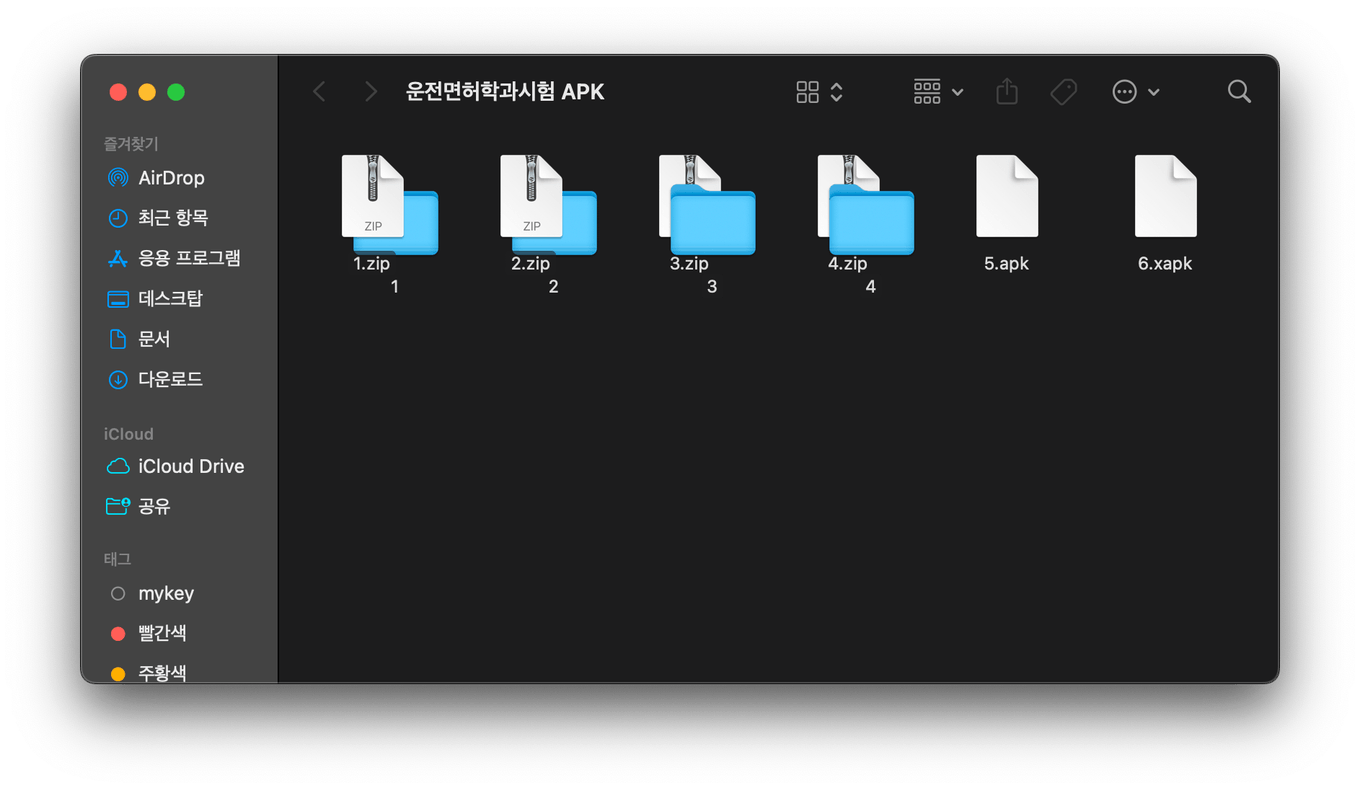 운전면허학과시험 APK
즐겨찾기
AirDrop
최근 항목
응용 프로그램
데스크탑
문서
다운로드
iCloud
iCloud Drive
공유
태그
mykey
빨간색
주황색
ZIP
ZIP
1.zip
2.zip
3.zip
4.zip
5.apk
6.xapk
1
2
3
4